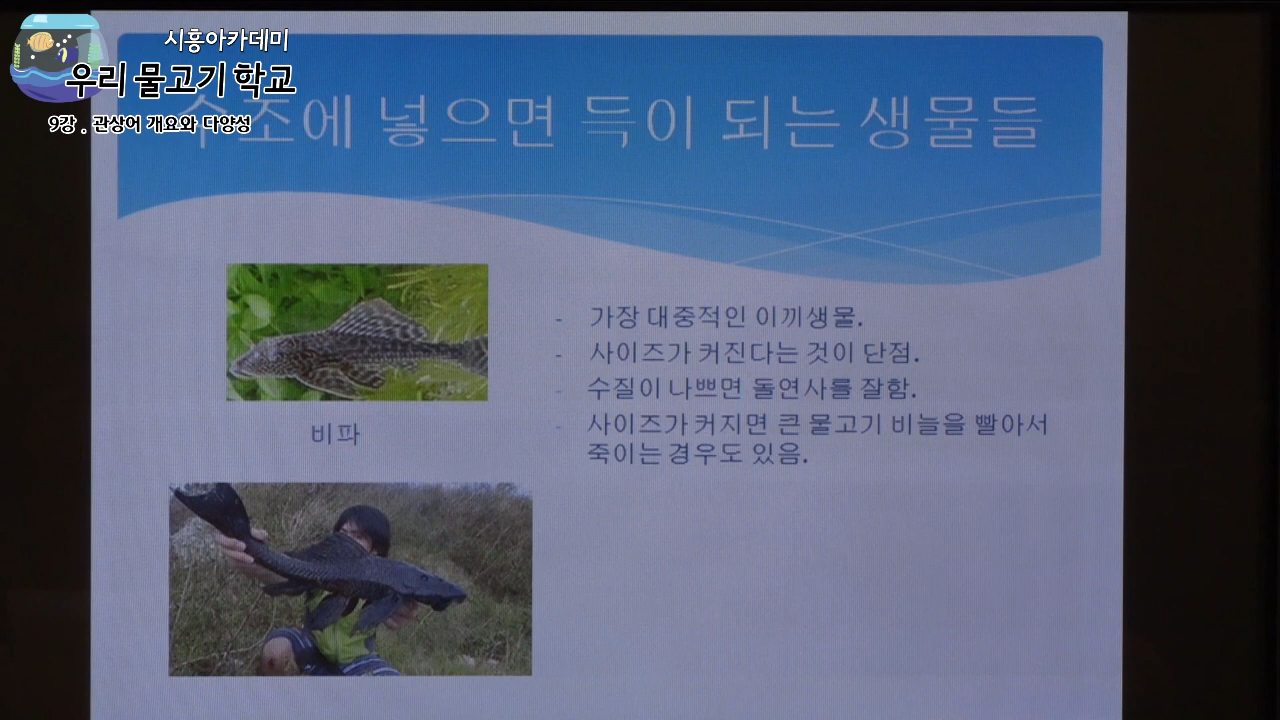 시흥아카데미
우리 물고기 학교
9강 . 관상어 개요와 다양성
수조에 넣으면 득이 되는 생물들
- 가장 대중적인 이끼생물.
- 사이즈가 커진다는 것이 단점.
- 수질이 나쁘면 돌연사를 잘함.
- 사이즈가 커지면 큰 물고기 비늘을 빨아서
죽이는 경우도 있음.
비파